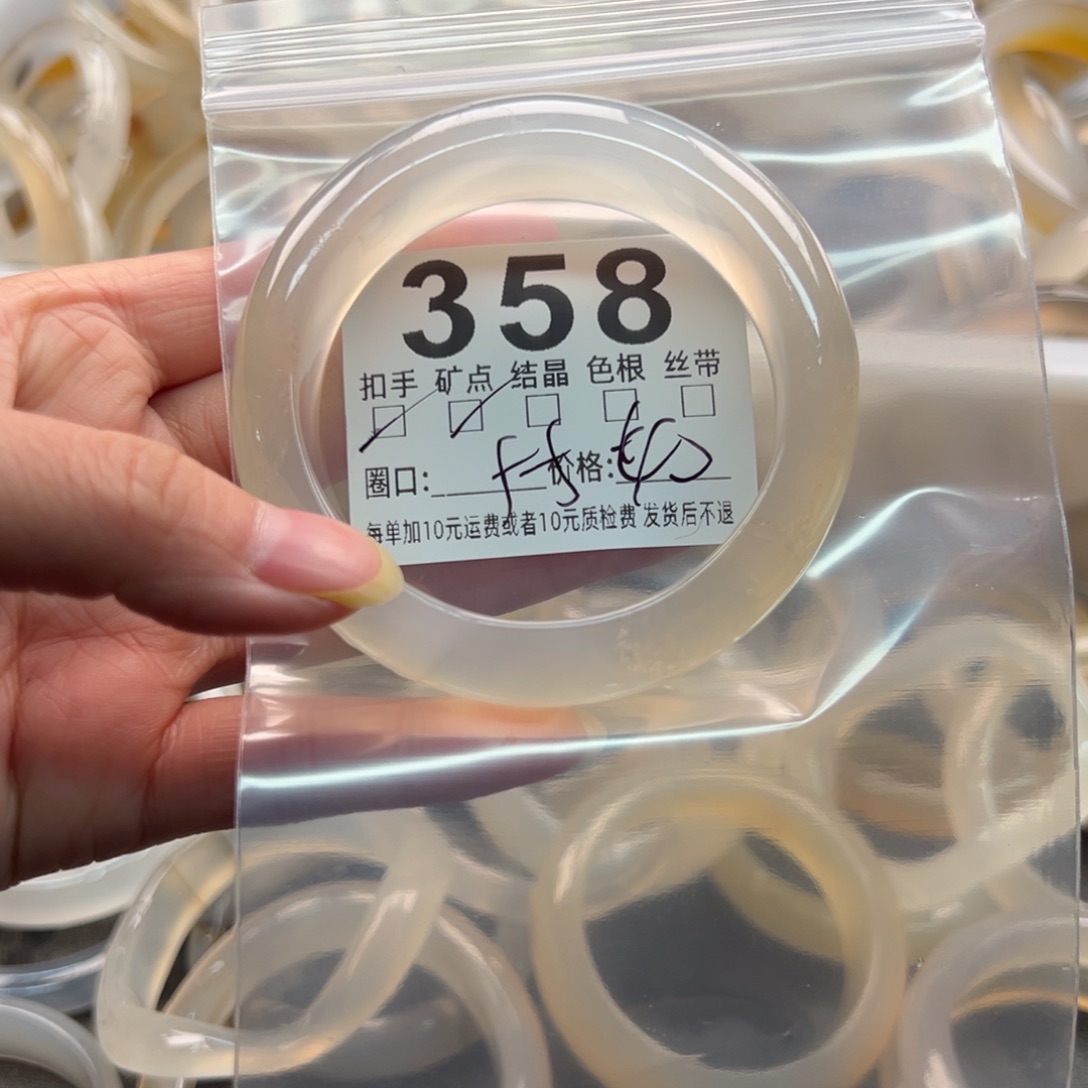 358
扣手 矿点 结晶 色根 丝带
□ □ □ □ □
圈口： 价格：
每单加10元运费或者10元质检费 发货后不退